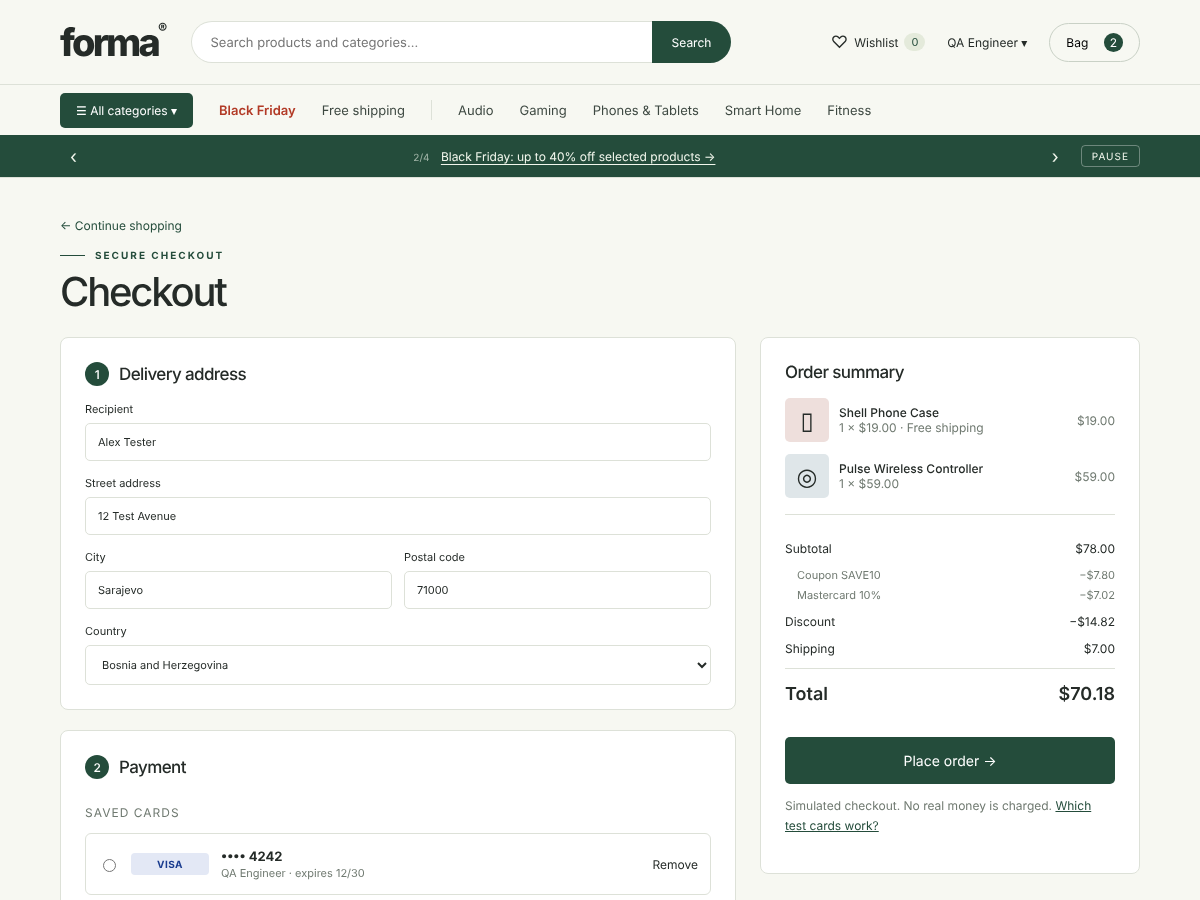 forma®
Search products and categories...
Search
Wishlist 0
QA Engineer ▾
Bag 2
☰ All categories ▾
Black Friday
Free shipping
Audio
Gaming
Phones & Tablets
Smart Home
Fitness
‹
2/4 Black Friday: up to 40% off selected products →
›
PAUSE
← Continue shopping
SECURE CHECKOUT
Checkout
1 Delivery address
Recipient
Alex Tester
Street address
12 Test Avenue
City
Sarajevo
Postal code
71000
Country
Bosnia and Herzegovina
2 Payment
SAVED CARDS
VISA
•••• 4242
QA Engineer · expires 12/30
Remove
Order summary
Shell Phone Case
1 × $19.00 · Free shipping
$19.00
Pulse Wireless Controller
1 × $59.00
$59.00
Subtotal $78.00
Coupon SAVE10 −$7.80
Mastercard 10% −$7.02
Discount −$14.82
Shipping $7.00
Total $70.18
Place order →
Simulated checkout. No real money is charged. Which
test cards work?